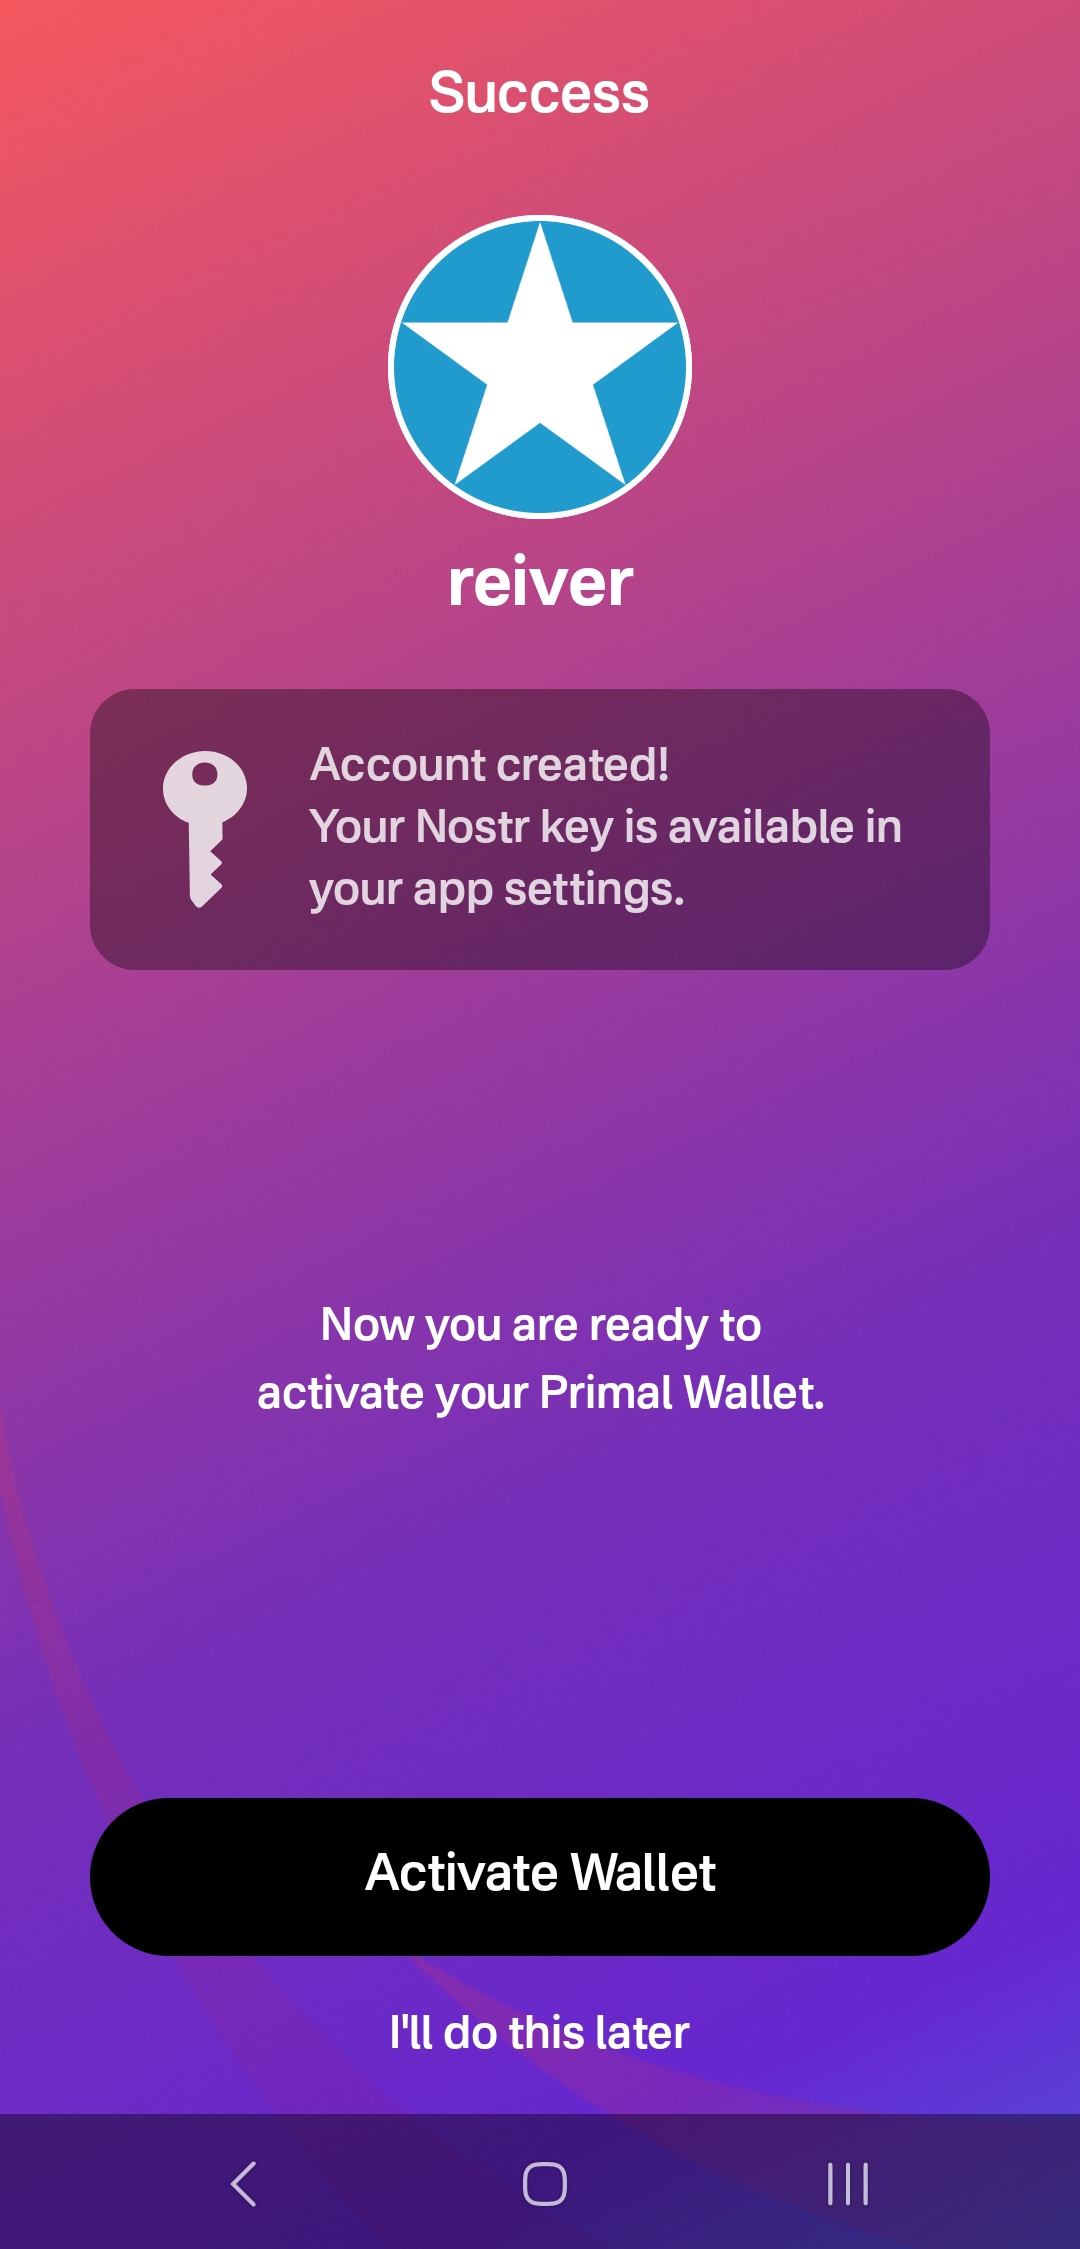 Success
reiver
Account created!
Your Nostr key is available in
your app settings.
Now you are ready to
activate your Primal Wallet.
Activate Wallet
I'll do this later